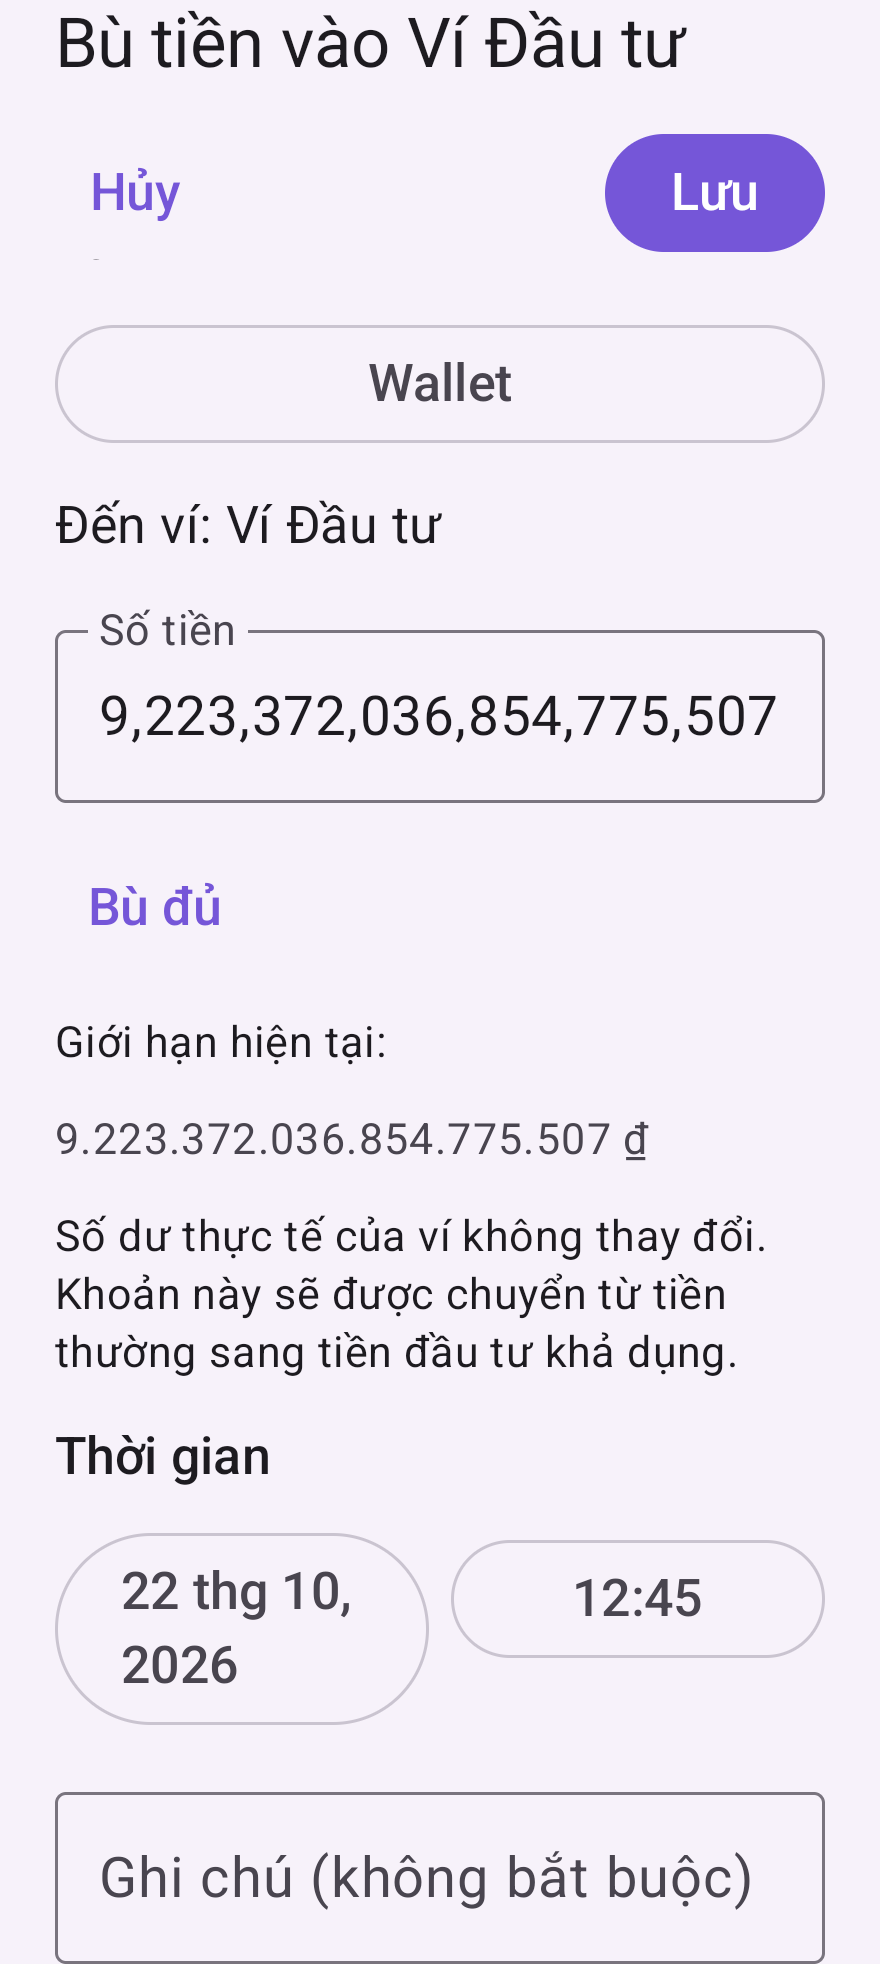 Bù tiền vào Ví Đầu tư
Hủy
Lưu
Wallet
Đến ví: Ví Đầu tư
Số tiền
9,223,372,036,854,775,507
Bù đủ
Giới hạn hiện tại:
9.223.372.036.854.775.507 ₫
Số dư thực tế của ví không thay đổi.
Khoản này sẽ được chuyển từ tiền
thường sang tiền đầu tư khả dụng.
Thời gian
22 thg 10,
2026
12:45
Ghi chú (không bắt buộc)